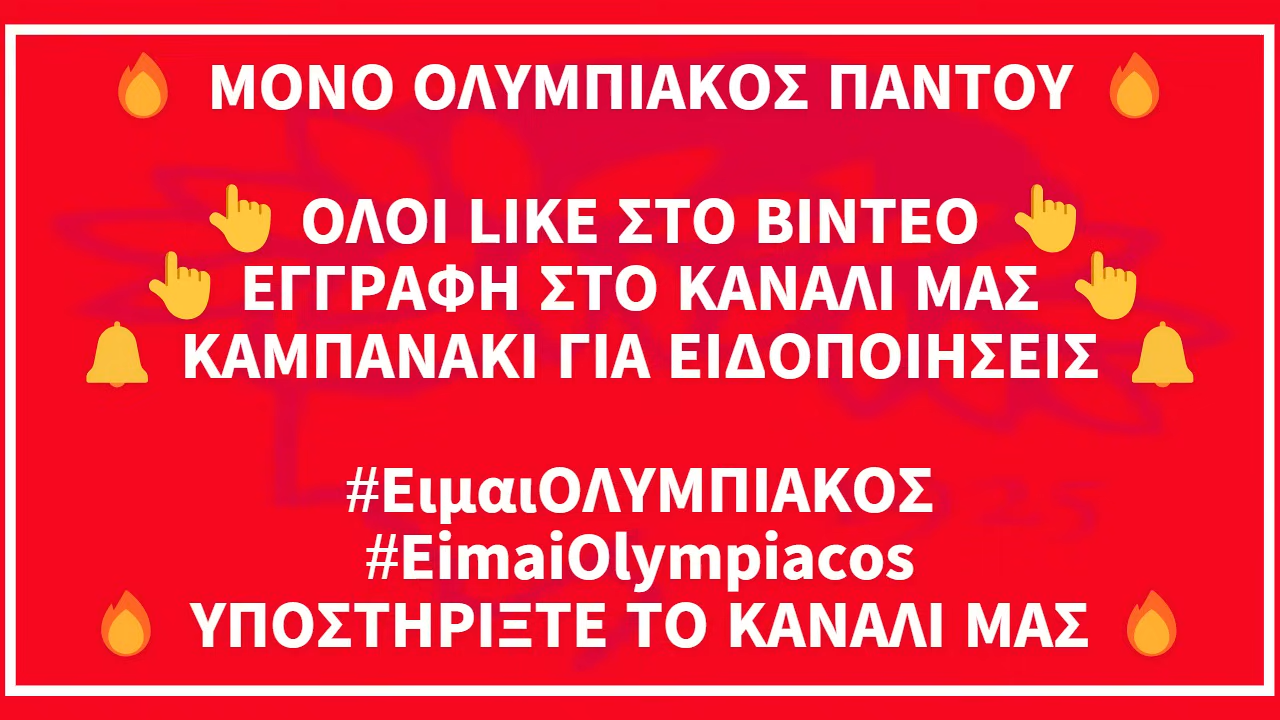 🔥 ΜΟΝΟ ΟΛΥΜΠΙΑΚΟΣ ΠΑΝΤΟΥ 🔥
👆 ΟΛΟΙ LIKE ΣΤΟ ΒΙΝΤΕΟ 👆
👆 ΕΓΓΡΑΦΗ ΣΤΟ ΚΑΝΑΛΙ ΜΑΣ 👆
🔔 ΚΑΜΠΑΝΑΚΙ ΓΙΑ ΕΙΔΟΠΟΙΗΣΕΙΣ 🔔
#ΕιμαιΟΛΥΜΠΙΑΚΟΣ
#EimaiOlympiacos
🔥 ΥΠΟΣΤΗΡΙΞΤΕ ΤΟ ΚΑΝΑΛΙ ΜΑΣ 🔥